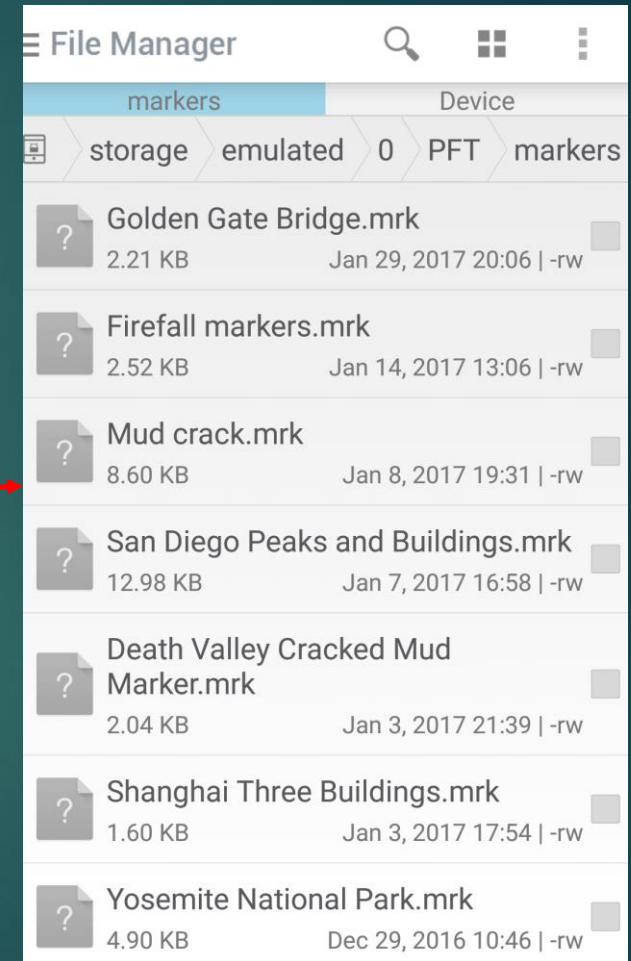 File Manager
markers Device
storage emulated 0 PFT markers
Golden Gate Bridge.mrk
2.21 KB Jan 29, 2017 20:06 | -rw
Firefall markers.mrk
2.52 KB Jan 14, 2017 13:06 | -rw
Mud crack.mrk
8.60 KB Jan 8, 2017 19:31 | -rw
San Diego Peaks and Buildings.mrk
12.98 KB Jan 7, 2017 16:58 | -rw
Death Valley Cracked Mud
Marker.mrk
2.04 KB Jan 3, 2017 21:39 | -rw
Shanghai Three Buildings.mrk
1.60 KB Jan 3, 2017 17:54 | -rw
Yosemite National Park.mrk
4.90 KB Dec 29, 2016 10:46 | -rw